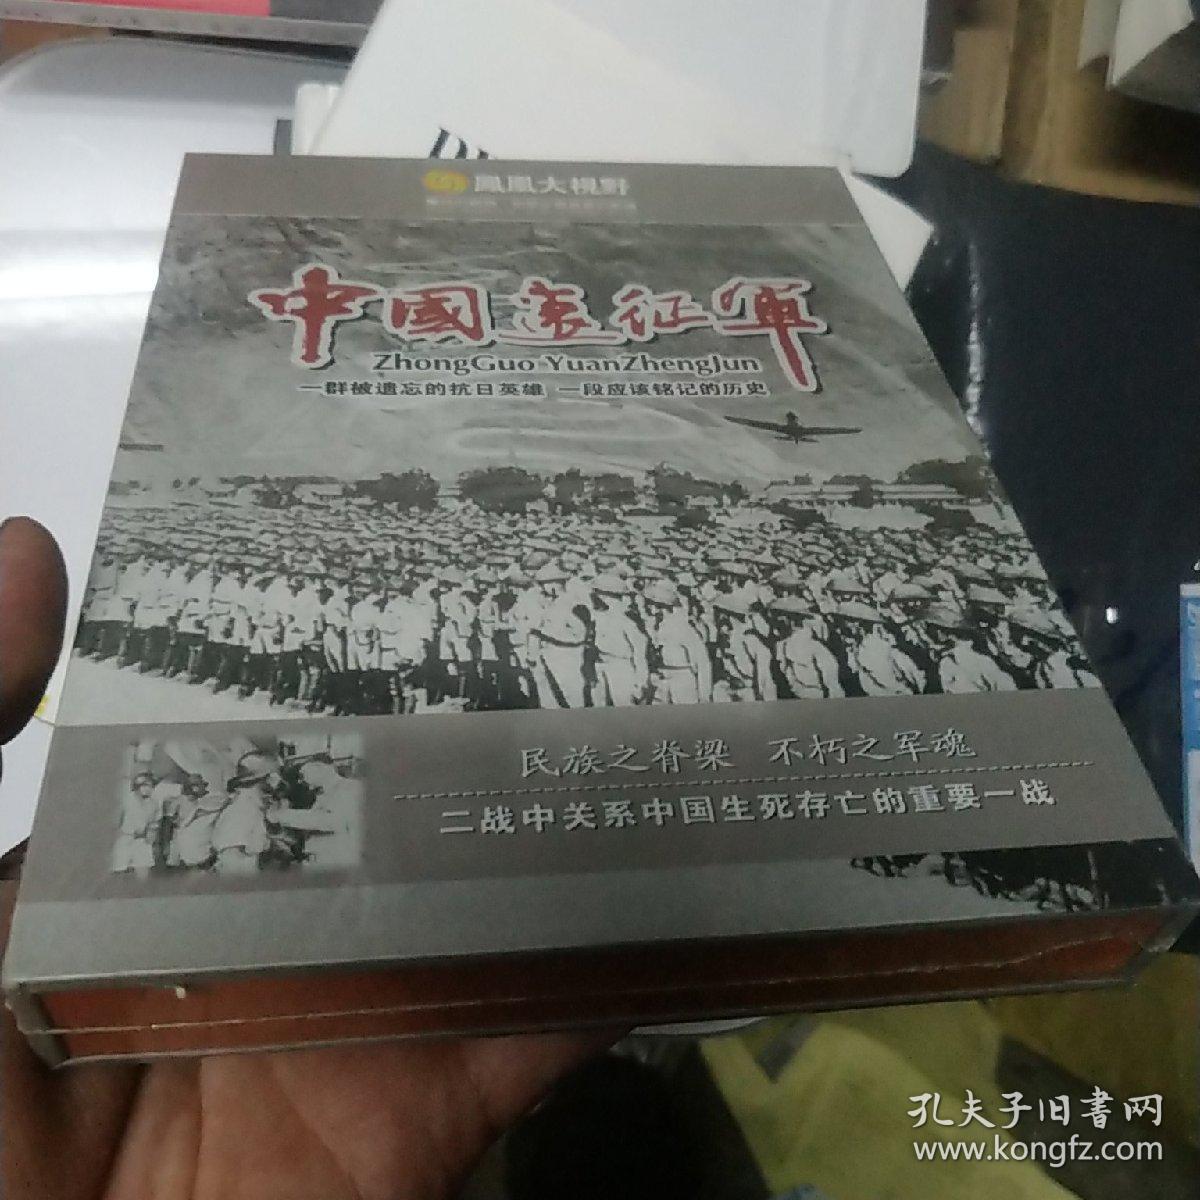 鳳凰大視野
中國遠征軍
ZhongGuo YuanZhengJun
一群被遗忘的抗日英雄 一段应该铭记的历史
民族之脊梁 不朽之军魂
二战中关系中国生死存亡的重要一战
孔夫子旧書网
www.kongfz.com